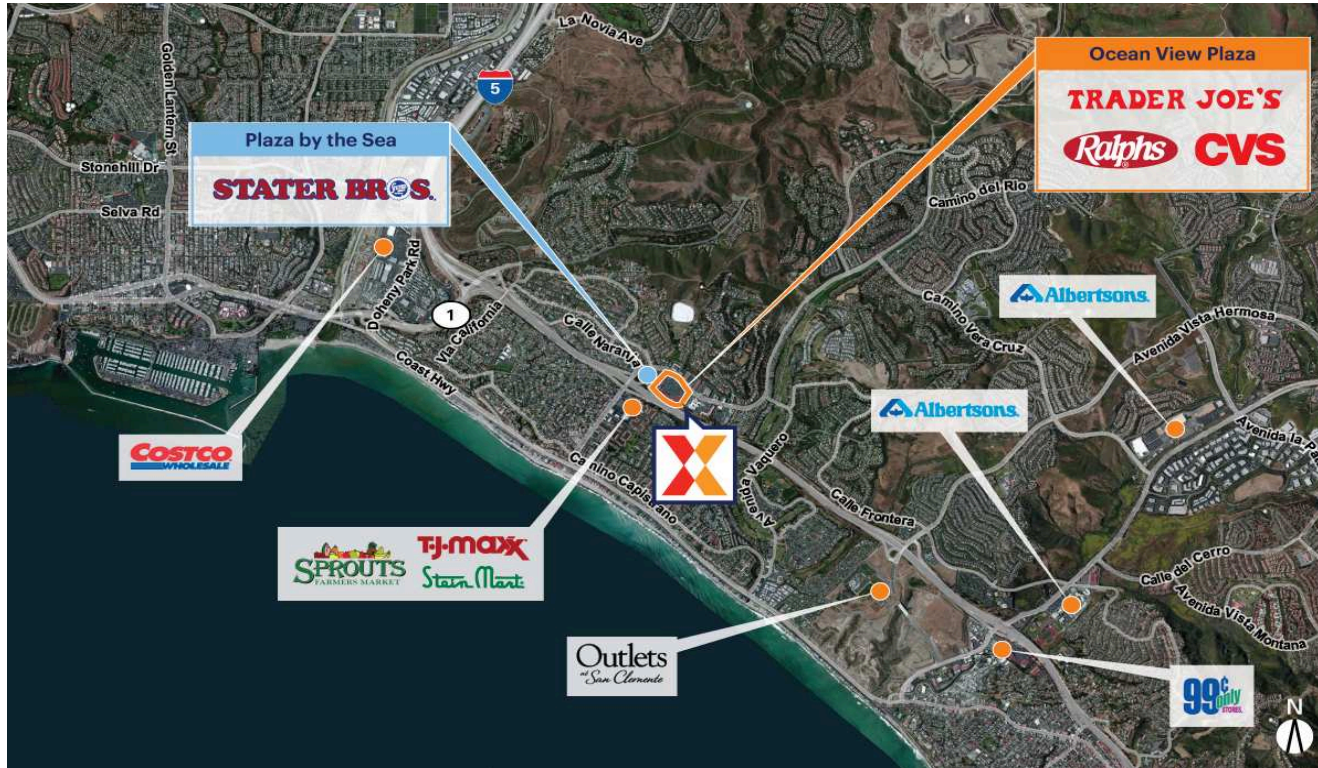 La Novia Ave
Golden Lantern St
5
Ocean View Plaza
TRADER JOE'S
Ralphs
CVS
Plaza by the Sea
STATER BROS.
Stonehill Dr
Selva Rd
Camino del Rio
Doheny Park Rd
Albertsons
1
Via California
Calle Naranja
Camino Vera Cruz
Avenida Vista Hermosa
Coast Hwy
Albertsons
COSTCO
WHOLESALE
Avenida la Pa
Camino Capistrano
Avenida Vaquero
Calle Frontera
SPROUTS
FARMERS MARKET
T·J·maxx
Stein Mart
Calle del Cerro
Avenida Vista Montana
Outlets
at San Clemente
99¢ only
STORES
N